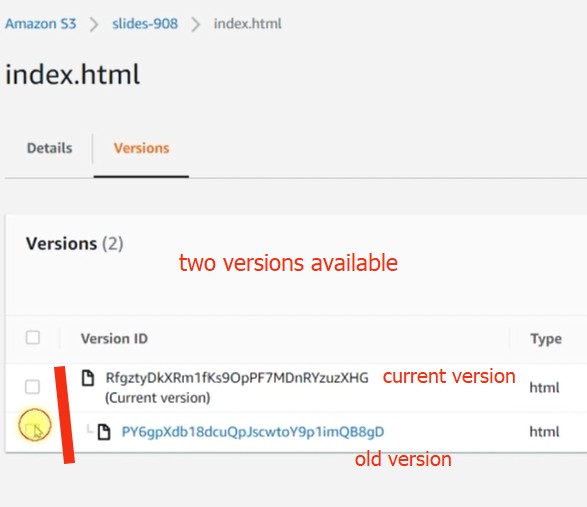 Amazon S3 > slides-908 > index.html
index.html
Details Versions
Versions (2)
two versions available
Version ID Type
RfgztyDkXRm1fKs9OpPF7MDnRYzuzXHG current version html
(Current version)
PY6gpXdb18dcuQpJscwtoY9p1imQB8gD html
old version